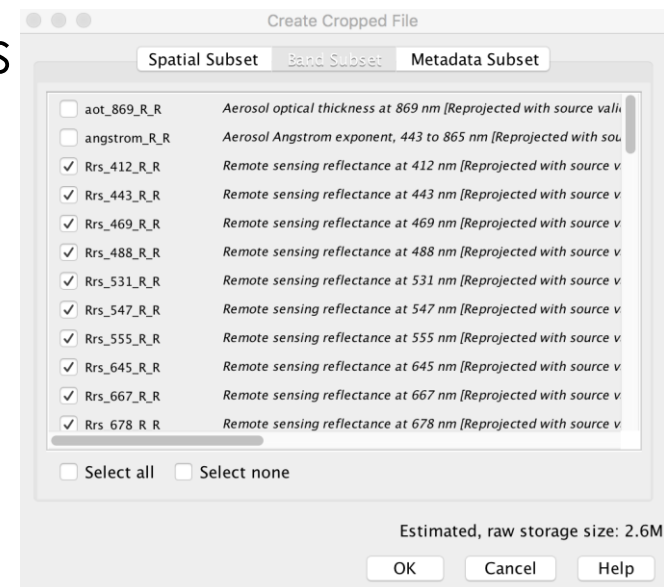 Create Cropped File
s
Spatial Subset Band Subset Metadata Subset
aot_869_R_R Aerosol optical thickness at 869 nm [Reprojected with source vali
angstrom_R_R Aerosol Angstrom exponent, 443 to 865 nm [Reprojected with sou
Rrs_412_R_R Remote sensing reflectance at 412 nm [Reprojected with source v
Rrs_443_R_R Remote sensing reflectance at 443 nm [Reprojected with source v
Rrs_469_R_R Remote sensing reflectance at 469 nm [Reprojected with source v
Rrs_488_R_R Remote sensing reflectance at 488 nm [Reprojected with source v
Rrs_531_R_R Remote sensing reflectance at 531 nm [Reprojected with source v
Rrs_547_R_R Remote sensing reflectance at 547 nm [Reprojected with source v
Rrs_555_R_R Remote sensing reflectance at 555 nm [Reprojected with source v
Rrs_645_R_R Remote sensing reflectance at 645 nm [Reprojected with source v
Rrs_667_R_R Remote sensing reflectance at 667 nm [Reprojected with source v
Rrs_678_R_R Remote sensing reflectance at 678 nm [Reprojected with source v
Select all Select none
Estimated, raw storage size: 2.6M
OK Cancel Help